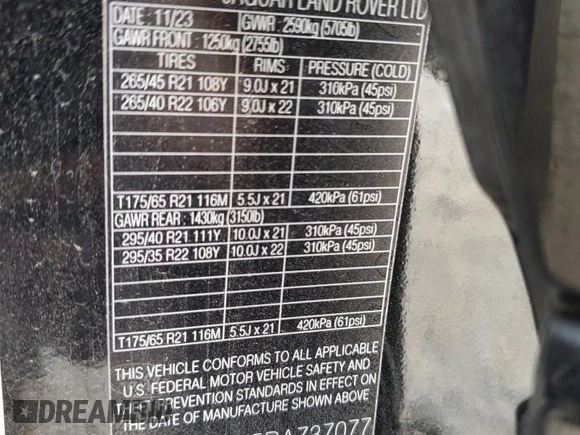 JAGUAR LAND ROVER LTD
DATE: 11/23 GVWR: 2590kg (5705lb)
GAWR FRONT: 1250kg (2755lb)
TIRES RIMS PRESSURE (COLD)
265/45 R21 108Y 9.0J x 21 310kPa (45psi)
265/40 R22 106Y 9.0J x 22 310kPa (45psi)
T175/65 R21 116M 5.5J x 21 420kPa (61psi)
GAWR REAR: 1430kg (3150lb)
295/40 R21 111Y 10.0J x 21 310kPa (45psi)
295/35 R22 108Y 10.0J x 22 310kPa (45psi)
T175/65 R21 116M 5.5J x 21 420kPa (61psi)
THIS VEHICLE CONFORMS TO ALL APPLICABLE
U.S. FEDERAL MOTOR VEHICLE SAFETY AND
PREVENTION STANDARDS IN EFFECT ON
THE DATE OF MANUFACTURE SHOWN ABOVE
A737077